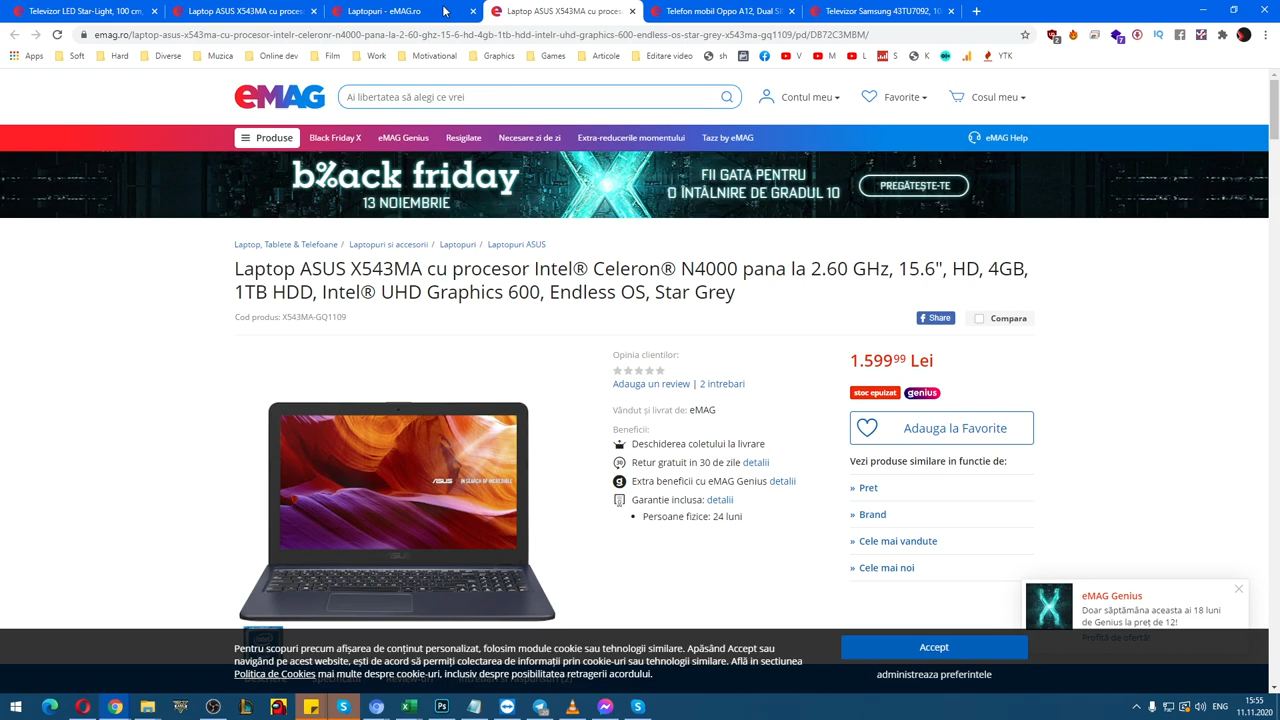 Televizor LED Star-Light, 100 cm,
Laptop ASUS X543MA cu proces
Laptopuri - eMAG.ro
Laptop ASUS X543MA cu proces
Telefon mobil Oppo A12, Dual SI
Televizor Samsung 43TU7092, 10
emag.ro/laptop-asus-x543ma-cu-procesor-intelr-celeronr-n4000-pana-la-2-60-ghz-15-6-hd-4gb-1tb-hdd-intelr-uhd-graphics-600-endless-os-star-grey-x543ma-gq1109/pd/DB72C3MBM/
Apps Soft Hard Diverse Muzica Online dev Film Work Motivational Graphics Games Articole Editare video sh V M L S K YTK
eMAG
Ai libertatea să alegi ce vrei
Contul meu
Favorite
Cosul meu
Produse
Black Friday X
eMAG Genius
Resigilate
Necesare zi de zi
Extra-reducerile momentului
Tazz by eMAG
eMAG Help
black friday
13 NOIEMBRIE
FII GATA PENTRU
O ÎNTÂLNIRE DE GRADUL 10
PREGĂTEȘTE-TE
Laptop, Tablete & Telefoane / Laptopuri si accesorii / Laptopuri / Laptopuri ASUS
Laptop ASUS X543MA cu procesor Intel® Celeron® N4000 pana la 2.60 GHz, 15.6", HD, 4GB,
1TB HDD, Intel® UHD Graphics 600, Endless OS, Star Grey
Cod produs: X543MA-GQ1109
Share
Compara
Opinia clientilor:
Adauga un review | 2 intrebari
Vândut și livrat de: eMAG
Beneficii:
Deschiderea coletului la livrare
Retur gratuit in 30 de zile detalii
Extra beneficii cu eMAG Genius detalii
Garantie inclusa: detalii
Persoane fizice: 24 luni
1.599⁹⁹ Lei
stoc epuizat
genius
Adauga la Favorite
Vezi produse similare in functie de:
» Pret
» Brand
» Cele mai vandute
» Cele mai noi
ASUS IN SEARCH OF INCREDIBLE
eMAG Genius
Doar săptămâna aceasta ai 18 luni
de Genius la preț de 12!
Profită de ofertă!
Pentru scopuri precum afișarea de conținut personalizat, folosim module cookie sau tehnologii similare. Apăsând Accept sau
navigând pe acest website, ești de acord să permiți colectarea de informații prin cookie-uri sau tehnologii similare. Află in sectiunea
Politica de Cookies mai multe despre cookie-uri, inclusiv despre posibilitatea retragerii acordului.
Accept
administreaza preferintele
ENG
15:55
11.11.2020